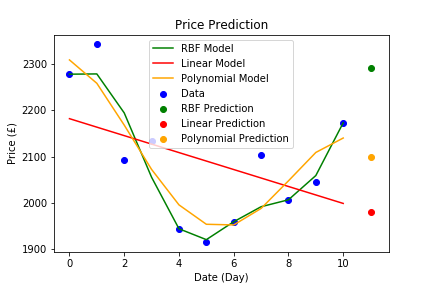 Price Prediction
RBF Model
Linear Model
Polynomial Model
Data
RBF Prediction
Linear Prediction
Polynomial Prediction
Price (£)
2300
2200
2100
2000
1900
0 2 4 6 8 10
Date (Day)